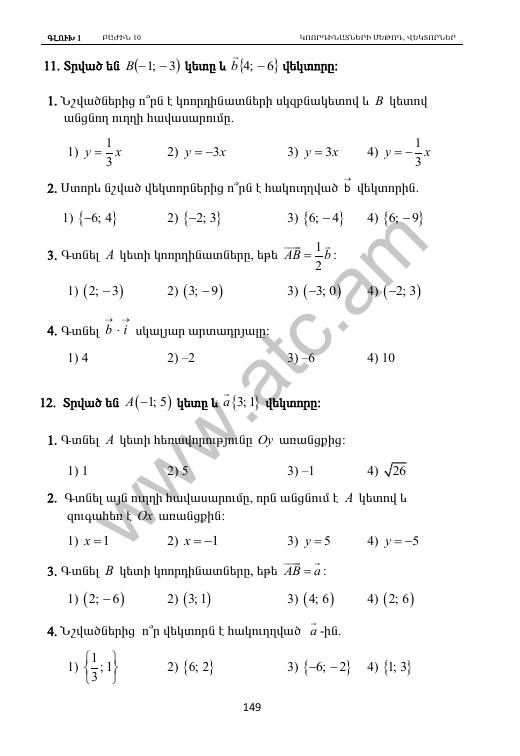 ԳԼՈՒԽ 1 ԲԱԺԻՆ 10 ԿՈՈՐԴԻՆԱՏՆԵՐԻ ՄԵԹՈԴ, ՎԵԿՏՈՐՆԵՐ
11. Տրված են B(−1; −3) կետը և b⃗{4; −6} վեկտորը:
1. Նշվածներից ո՞րն է կոորդինատների սկզբնակետով և B կետով
անցնող ուղղի հավասարումը.
1) y = 1/3 x 2) y = −3x 3) y = 3x 4) y = − 1/3 x
2. Ստորև նշված վեկտորներից ո՞րն է հակուղղված b⃗ վեկտորին.
1) {−6; 4} 2) {−2; 3} 3) {6; −4} 4) {6; −9}
3. Գտնել A կետի կոորդինատները, եթե AB⃗ = 1/2 b⃗ :
1) (2; −3) 2) (3; −9) 3) (−3; 0) 4) (−2; 3)
4. Գտնել b⃗ · i⃗ սկալյար արտադրյալը:
1) 4 2) −2 3) −6 4) 10
12. Տրված են A(−1; 5) կետը և a⃗{3; 1} վեկտորը:
1. Գտնել A կետի հեռավորությունը Oy առանցքից:
1) 1 2) 5 3) −1 4) √26
2. Գտնել այն ուղղի հավասարումը, որն անցնում է A կետով և
զուգահեռ է Ox առանցքին:
1) x = 1 2) x = −1 3) y = 5 4) y = −5
3. Գտնել B կետի կոորդինատները, եթե AB⃗ = a⃗ :
1) (2; −6) 2) (3; 1) 3) (4; 6) 4) (2; 6)
4. Նշվածներից ո՞ր վեկտորն է հակուղղված a⃗ -ին.
1) {1/3; 1} 2) {6; 2} 3) {−6; −2} 4) {1; 3}
149
www.atc.am